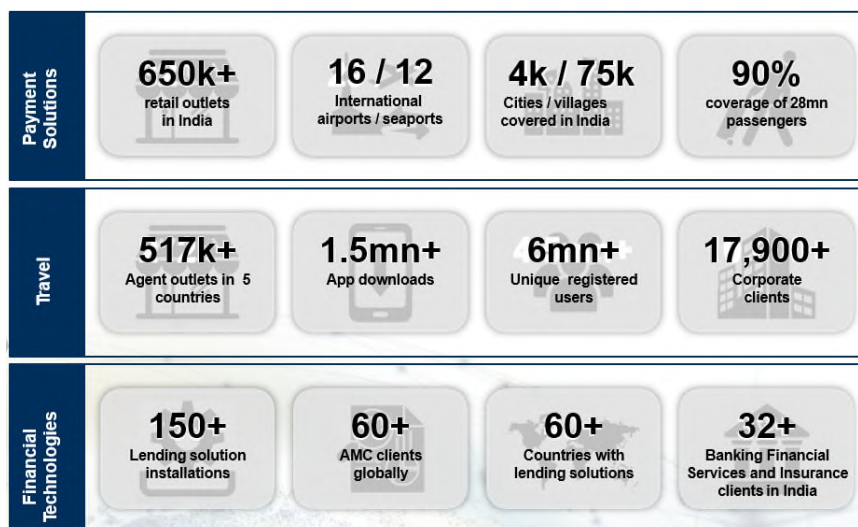 Payment
Solutions
650k+
retail outlets
in India
16 / 12
International
airports / seaports
4k / 75k
Cities / villages
covered in India
90%
coverage of 28mn
passengers
Travel
517k+
Agent outlets in 5
countries
1.5mn+
App downloads
6mn+
Unique registered
users
17,900+
Corporate
clients
Financial
Technologies
150+
Lending solution
installations
60+
AMC clients
globally
60+
Countries with
lending solutions
32+
Banking Financial
Services and Insurance
clients in India